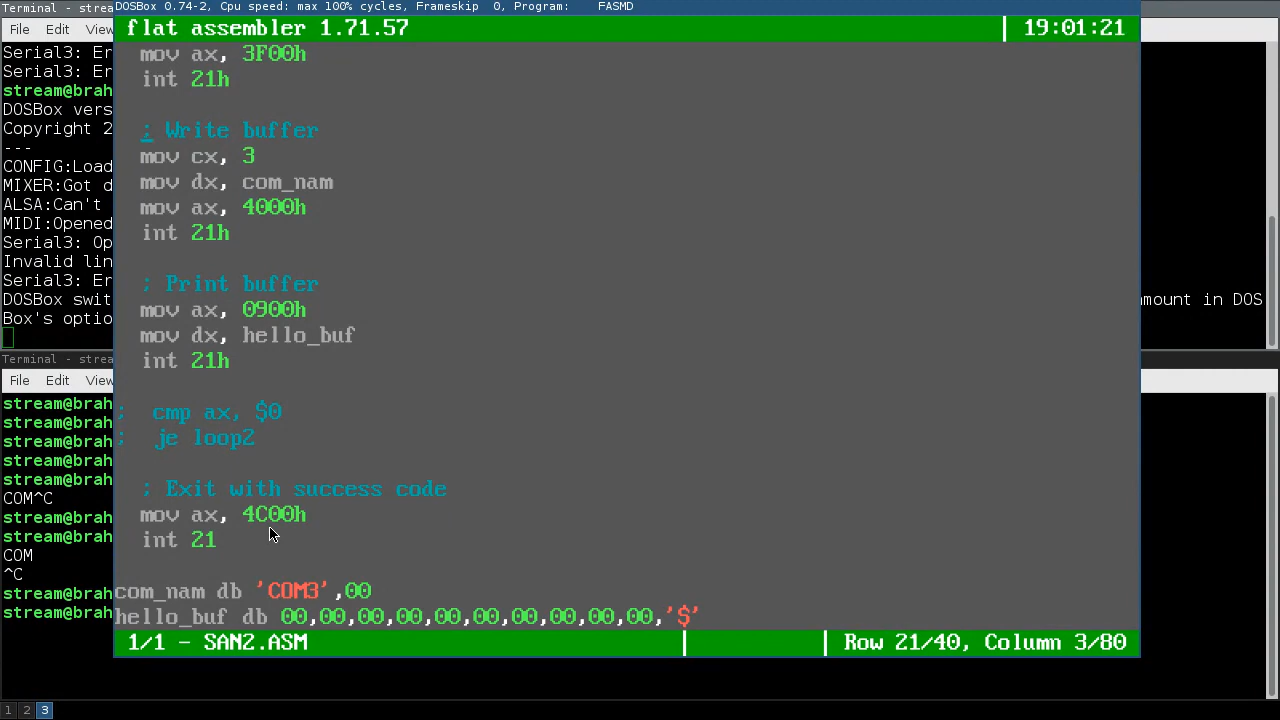 Terminal - strea
DOSBox 0.74-2, Cpu speed: max 100% cycles, Frameskip  0, Program:    FASMD
File Edit View
flat assembler 1.71.57 19:01:21
Serial3: Er
Serial3: Er
stream@brah
DOSBox vers
Copyright 2
---
CONFIG:Load
MIXER:Got d
ALSA:Can't
MIDI:Opened
Serial3: Op
Invalid lin
Serial3: Er
DOSBox swit
amount in DOS
Box's optio
mov ax, 3F00h
int 21h
; Write buffer
mov cx, 3
mov dx, com_nam
mov ax, 4000h
int 21h
; Print buffer
mov ax, 0900h
mov dx, hello_buf
int 21h
;  cmp ax, $0
;  je loop2
; Exit with success code
mov ax, 4C00h
int 21
com_nam db 'COM3',00
hello_buf db 00,00,00,00,00,00,00,00,00,00,'$'
1/1 - SAN2.ASM Row 21/40, Column 3/80
Terminal - strea
File Edit View
stream@brah
stream@brah
stream@brah
stream@brah
stream@brah
COM^C
stream@brah
stream@brah
COM
^C
stream@brah
stream@brah
1 2 3